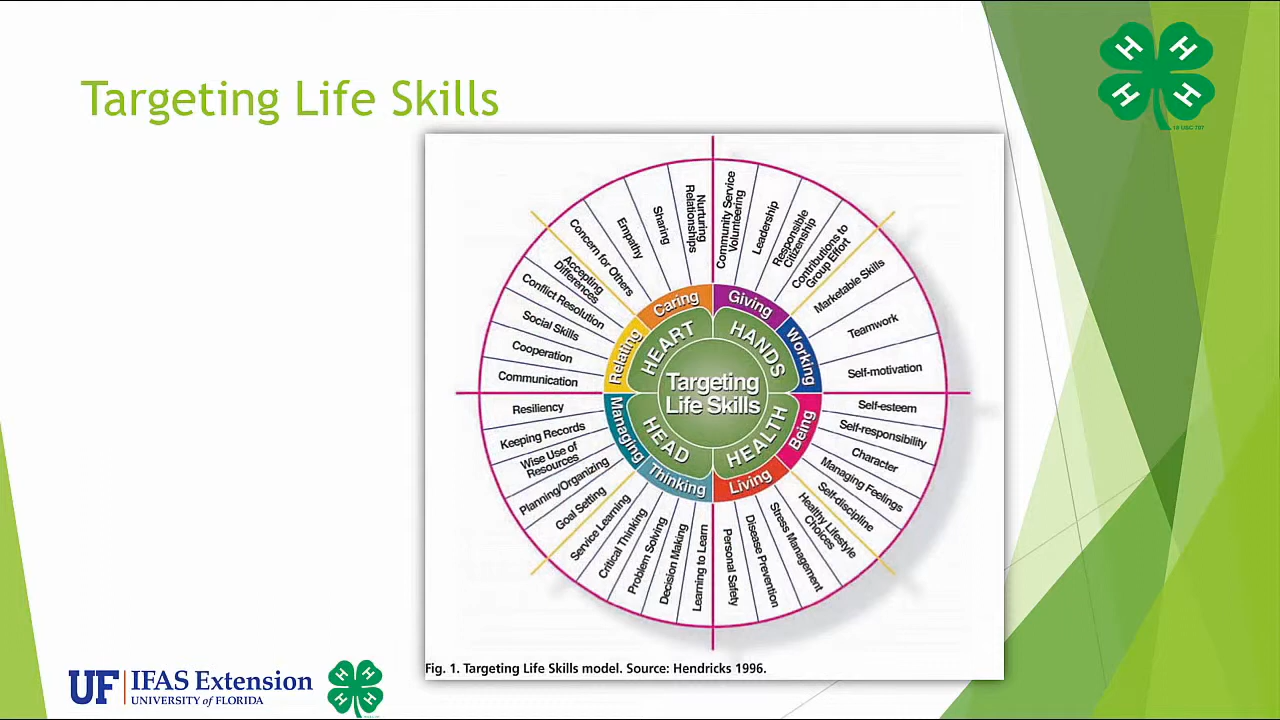 Targeting Life Skills
H H
H H
18 USC 707
Nurturing
Relationships
Sharing
Empathy
Concern for Others
Accepting
Differences
Conflict Resolution
Social Skills
Cooperation
Communication
Community Service
Volunteering
Leadership
Responsible
Citizenship
Contributions to
Group Effort
Marketable Skills
Teamwork
Self-motivation
Caring
Giving
Relating
Working
HEART
HANDS
Targeting
Life Skills
HEAD
HEALTH
Managing
Being
Thinking
Living
Resiliency
Keeping Records
Wise Use of
Resources
Planning/Organizing
Goal Setting
Service Learning
Critical Thinking
Problem Solving
Decision Making
Learning to Learn
Self-esteem
Self-responsibility
Character
Managing Feelings
Self-discipline
Healthy Lifestyle
Choices
Stress Management
Disease Prevention
Personal Safety
Fig. 1. Targeting Life Skills model. Source: Hendricks 1996.
UF IFAS Extension
UNIVERSITY of FLORIDA
H H
H H